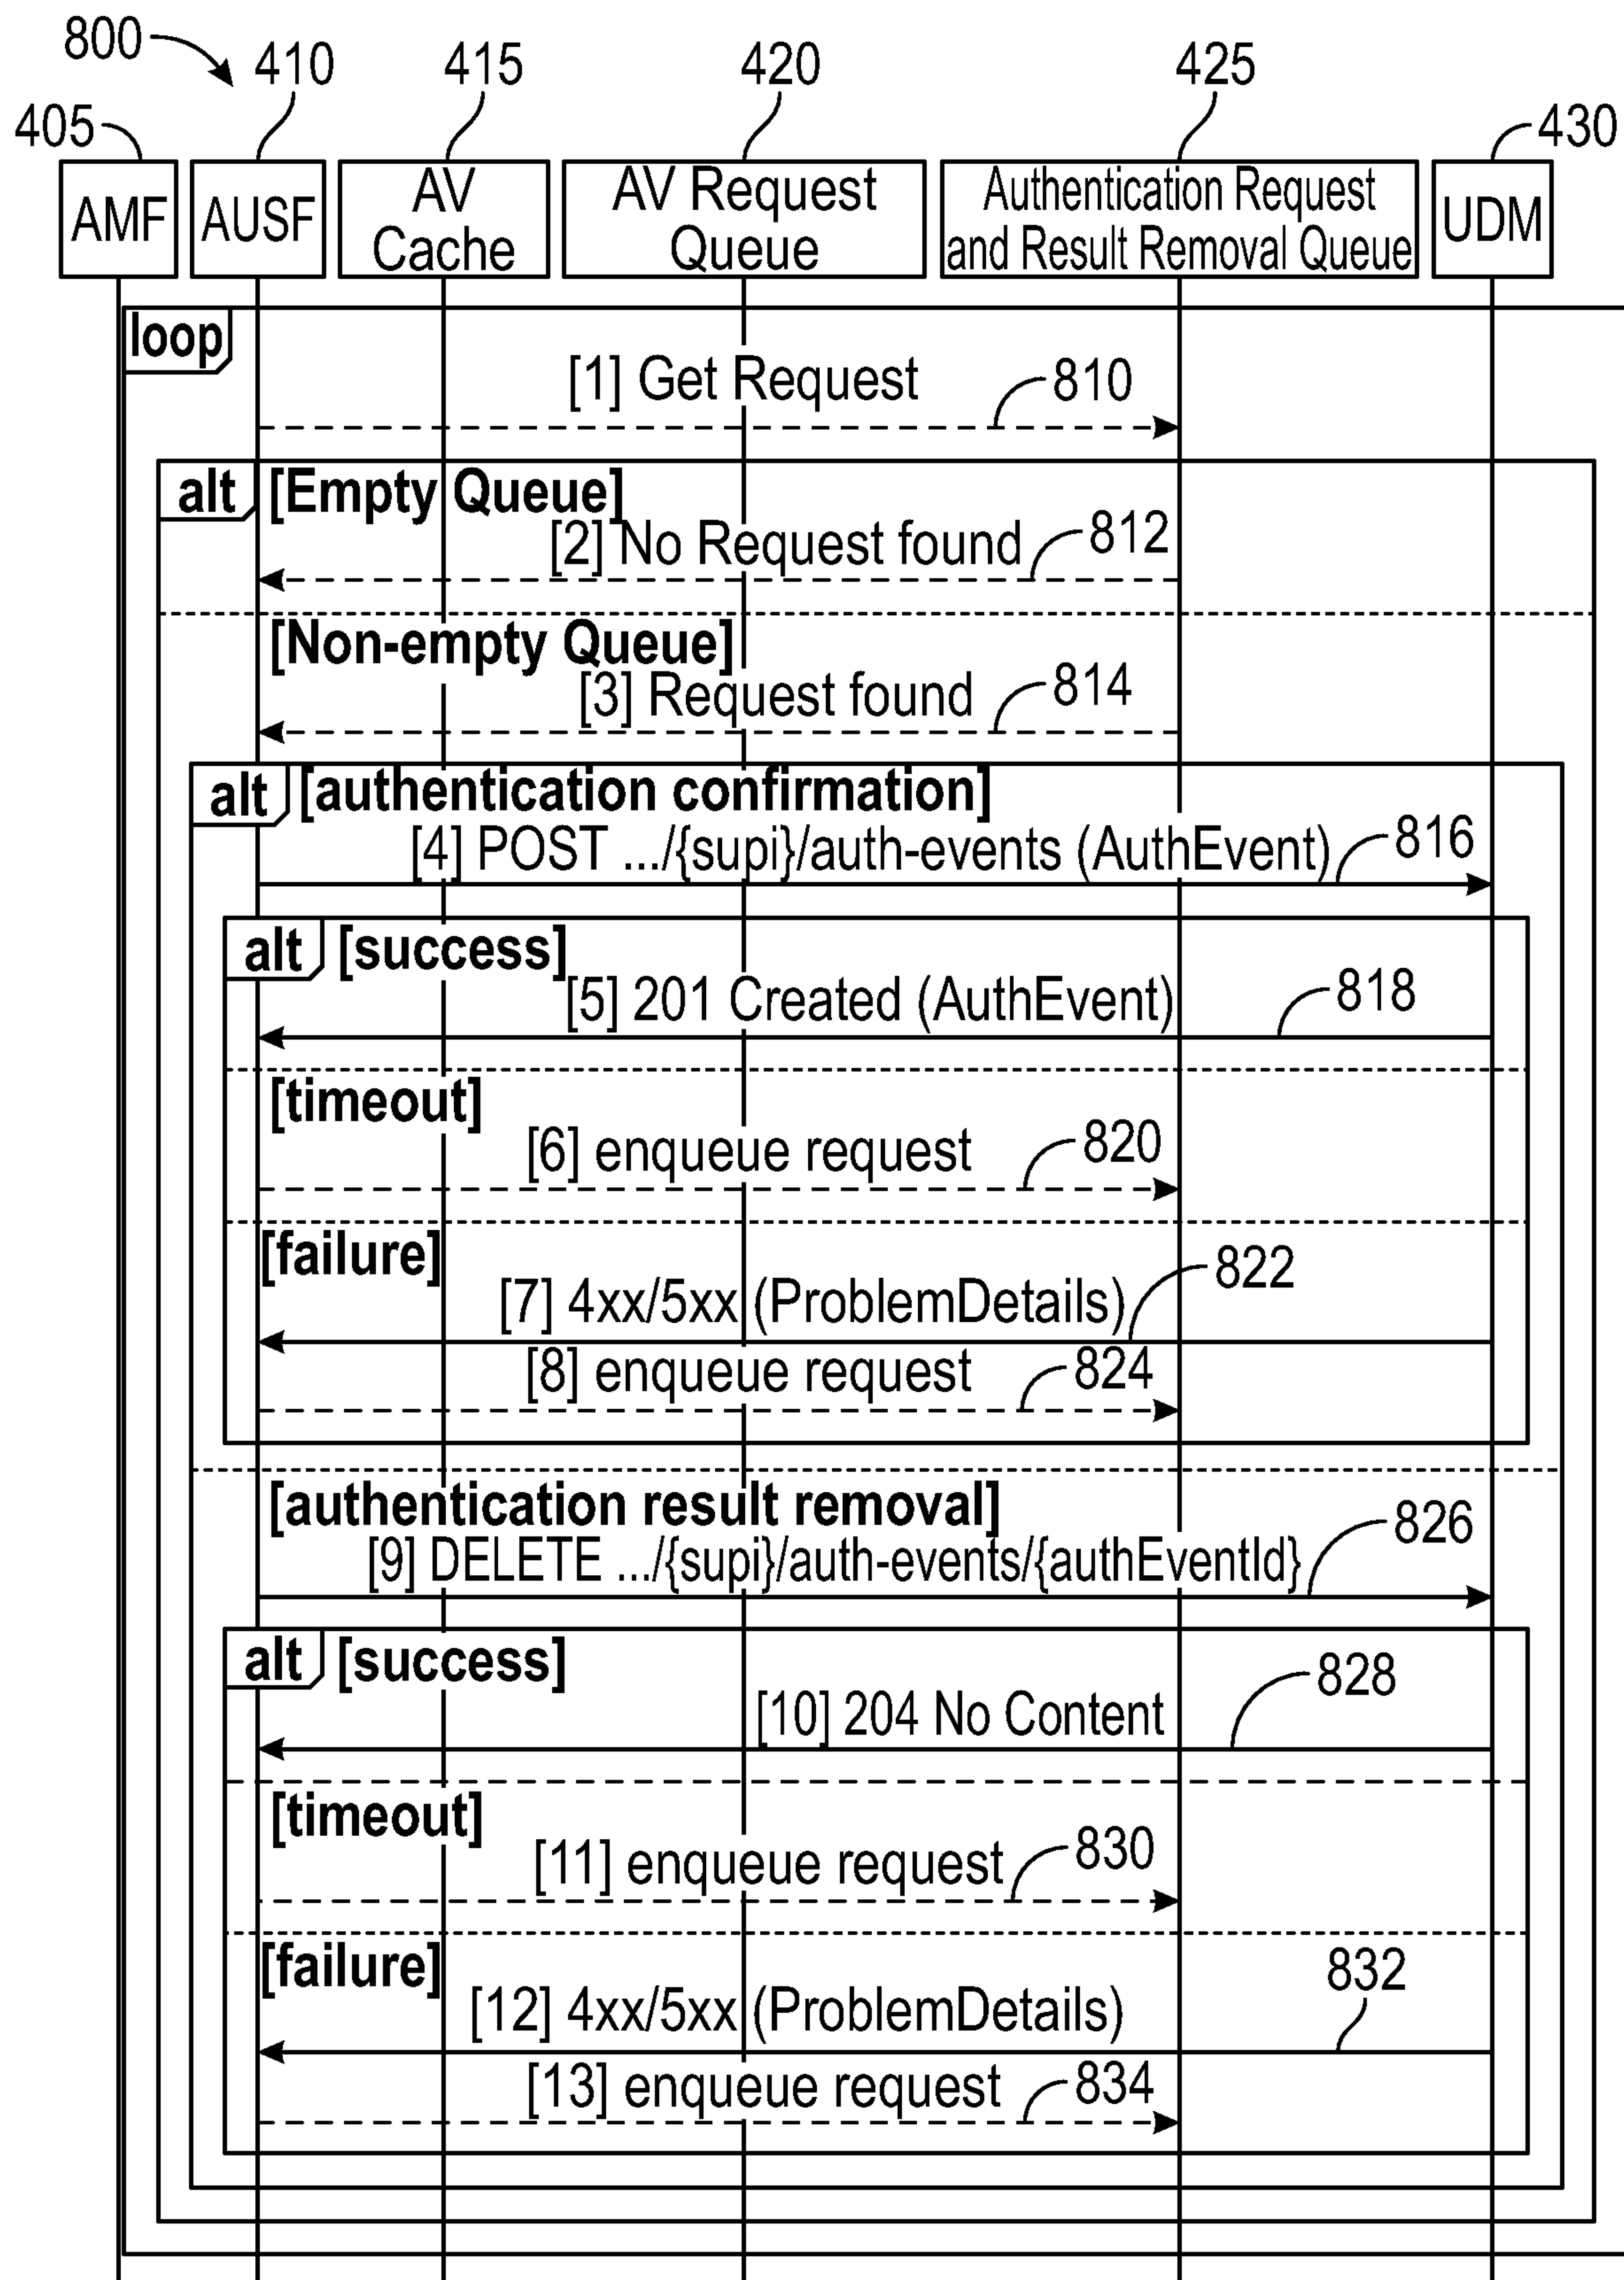 800
410
415
420
425
405
430
AMF
AUSF
AV
Cache
AV Request
Queue
Authentication Request
and Result Removal Queue
UDM
loop
[1] Get Request
810
alt
[Empty Queue]
[2] No Request found
812
[Non-empty Queue]
[3] Request found
814
alt
[authentication confirmation]
[4] POST .../{supi}/auth-events (AuthEvent)
816
alt
[success]
[5] 201 Created (AuthEvent)
818
[timeout]
[6] enqueue request
820
[failure]
[7] 4xx/5xx (ProblemDetails)
822
[8] enqueue request
824
[authentication result removal]
[9] DELETE .../{supi}/auth-events/{authEventId}
826
alt
[success]
[10] 204 No Content
828
[timeout]
[11] enqueue request
830
[failure]
[12] 4xx/5xx (ProblemDetails)
832
[13] enqueue request
834